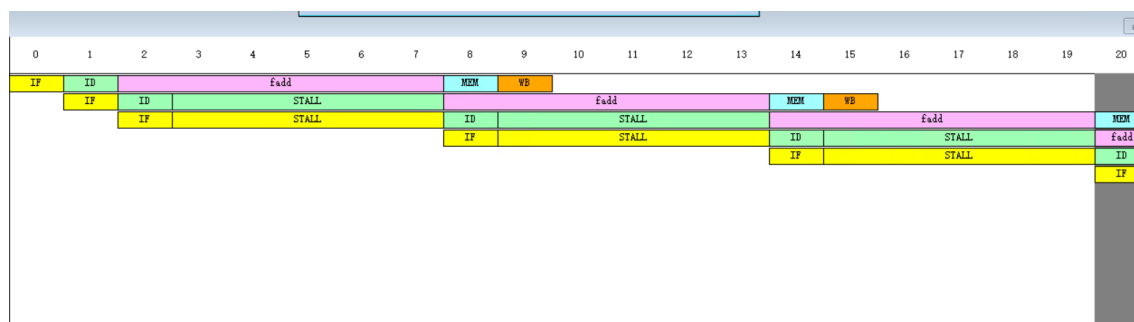 0 1 2 3 4 5 6 7 8 9 10 11 12 13 14 15 16 17 18 19 20
IF ID fadd MEM WB
IF ID STALL fadd MEM WB
IF STALL ID STALL fadd MEM
IF STALL ID STALL fadd
IF STALL ID
IF